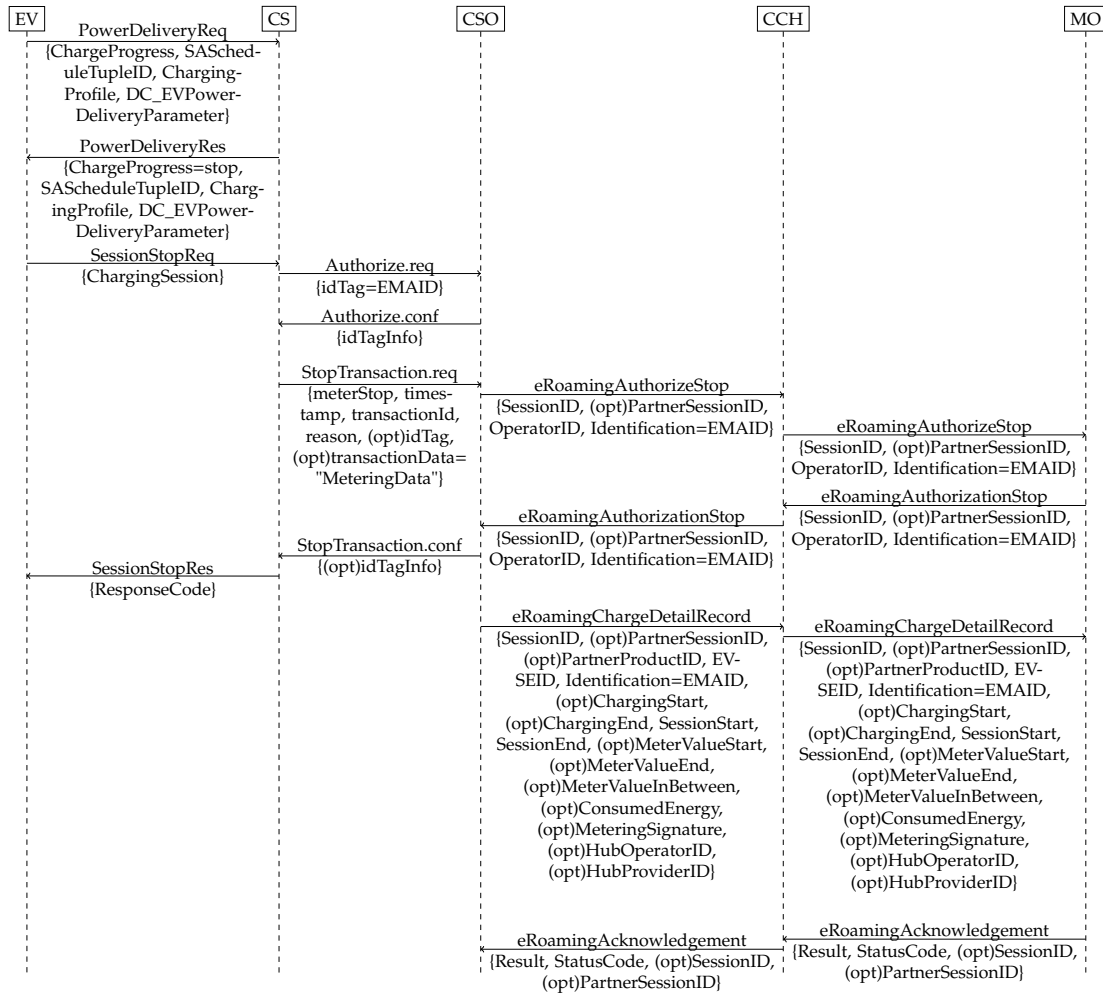 EV
CS
CSO
CCH
MO
PowerDeliveryReq
{ChargeProgress, SASched-
uleTupleID, Charging-
Profile, DC_EVPower-
DeliveryParameter}
PowerDeliveryRes
{ChargeProgress=stop,
SAScheduleTupleID, Charg-
ingProfile, DC_EVPower-
DeliveryParameter}
SessionStopReq
{ChargingSession}
Authorize.req
{idTag=EMAID}
Authorize.conf
{idTagInfo}
StopTransaction.req
{meterStop, times-
tamp, transactionId,
reason, (opt)idTag,
(opt)transactionData=
"MeteringData"}
eRoamingAuthorizeStop
{SessionID, (opt)PartnerSessionID,
OperatorID, Identification=EMAID}
eRoamingAuthorizeStop
{SessionID, (opt)PartnerSessionID,
OperatorID, Identification=EMAID}
eRoamingAuthorizationStop
{SessionID, (opt)PartnerSessionID,
OperatorID, Identification=EMAID}
eRoamingAuthorizationStop
{SessionID, (opt)PartnerSessionID,
OperatorID, Identification=EMAID}
StopTransaction.conf
{(opt)idTagInfo}
SessionStopRes
{ResponseCode}
eRoamingChargeDetailRecord
{SessionID, (opt)PartnerSessionID,
(opt)PartnerProductID, EV-
SEID, Identification=EMAID,
(opt)ChargingStart,
(opt)ChargingEnd, SessionStart,
SessionEnd, (opt)MeterValueStart,
(opt)MeterValueEnd,
(opt)MeterValueInBetween,
(opt)ConsumedEnergy,
(opt)MeteringSignature,
(opt)HubOperatorID,
(opt)HubProviderID}
eRoamingChargeDetailRecord
{SessionID, (opt)PartnerSessionID,
(opt)PartnerProductID, EV-
SEID, Identification=EMAID,
(opt)ChargingStart,
(opt)ChargingEnd, SessionStart,
SessionEnd, (opt)MeterValueStart,
(opt)MeterValueEnd,
(opt)MeterValueInBetween,
(opt)ConsumedEnergy,
(opt)MeteringSignature,
(opt)HubOperatorID,
(opt)HubProviderID}
eRoamingAcknowledgement
{Result, StatusCode, (opt)SessionID,
(opt)PartnerSessionID}
eRoamingAcknowledgement
{Result, StatusCode, (opt)SessionID,
(opt)PartnerSessionID}